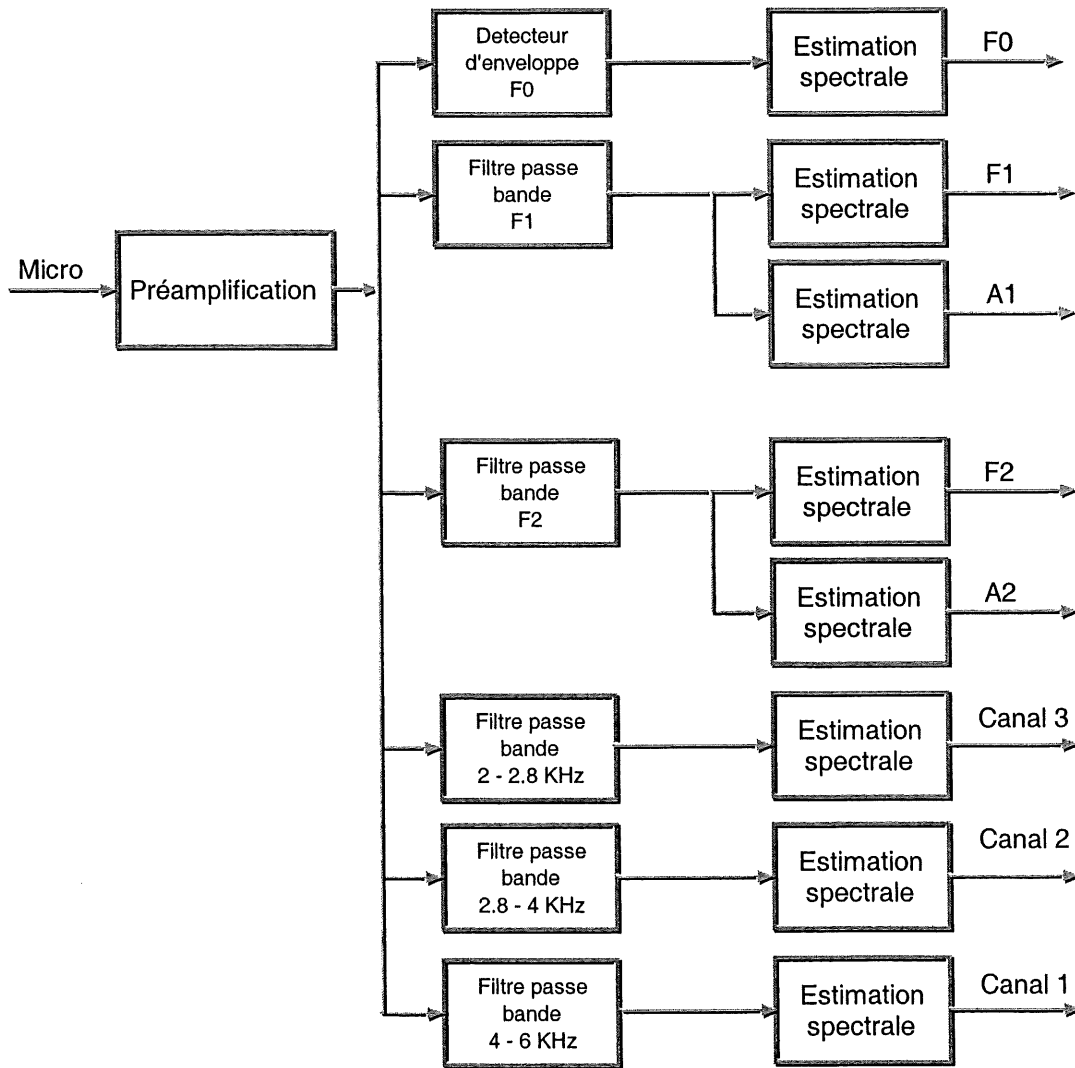 Detecteur
d'enveloppe
F0
Estimation
spectrale
F0
Filtre passe
bande
F1
Estimation
spectrale
F1
Micro
Préamplification
Estimation
spectrale
A1
Filtre passe
bande
F2
Estimation
spectrale
F2
Estimation
spectrale
A2
Filtre passe
bande
2 - 2.8 KHz
Estimation
spectrale
Canal 3
Filtre passe
bande
2.8 - 4 KHz
Estimation
spectrale
Canal 2
Filtre passe
bande
4 - 6 KHz
Estimation
spectrale
Canal 1